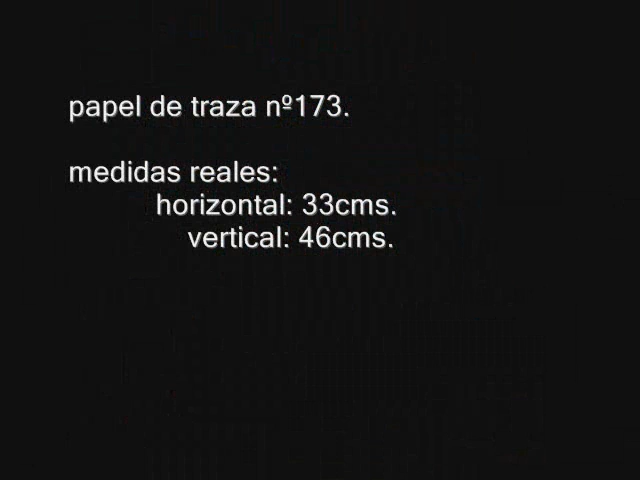 papel de traza nº173.
medidas reales:
horizontal: 33cms.
vertical: 46cms.